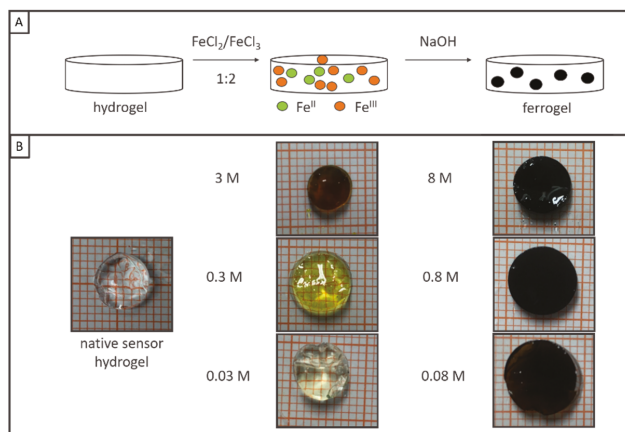 A
FeCl₂/FeCl₃
NaOH
1:2
hydrogel
Feᴵᴵ
Feᴵᴵᴵ
ferrogel
B
3 M
8 M
0.3 M
0.8 M
native sensor
hydrogel
0.03 M
0.08 M